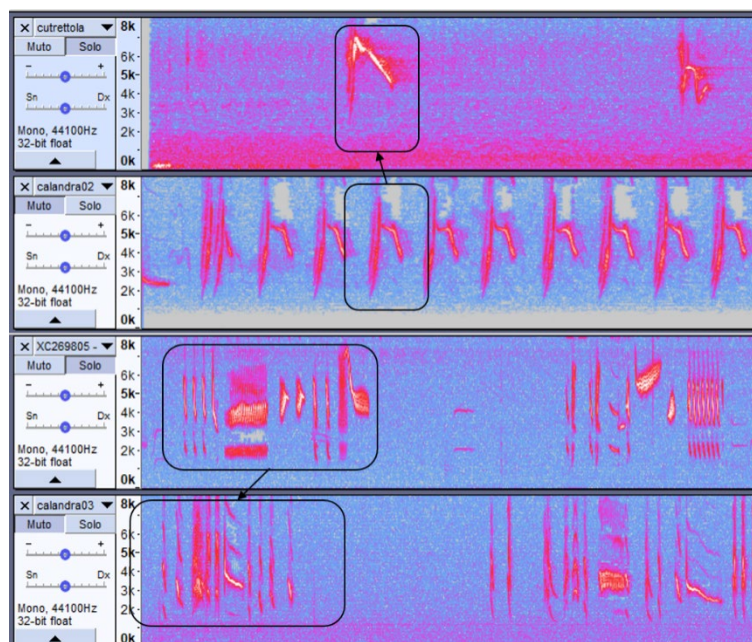 × cutrettola ▼ 8k
Muto Solo
- + 6k
5k
Sn Dx 4k
3k
Mono, 44100Hz 2k
32-bit float
▲ 0k
× calandra02 ▼ 8k
Muto Solo
- + 6k
5k
Sn Dx 4k
3k
Mono, 44100Hz 2k
32-bit float
▲ 0k
× XC269805 - ▼ 8k
Muto Solo
- + 6k
5k
Sn Dx 4k
3k
Mono, 44100Hz 2k
32-bit float
▲ 0k
× calandra03 ▼ 8k
Muto Solo
- + 6k
5k
Sn Dx 4k
3k
Mono, 44100Hz 2k
32-bit float
▲ 0k